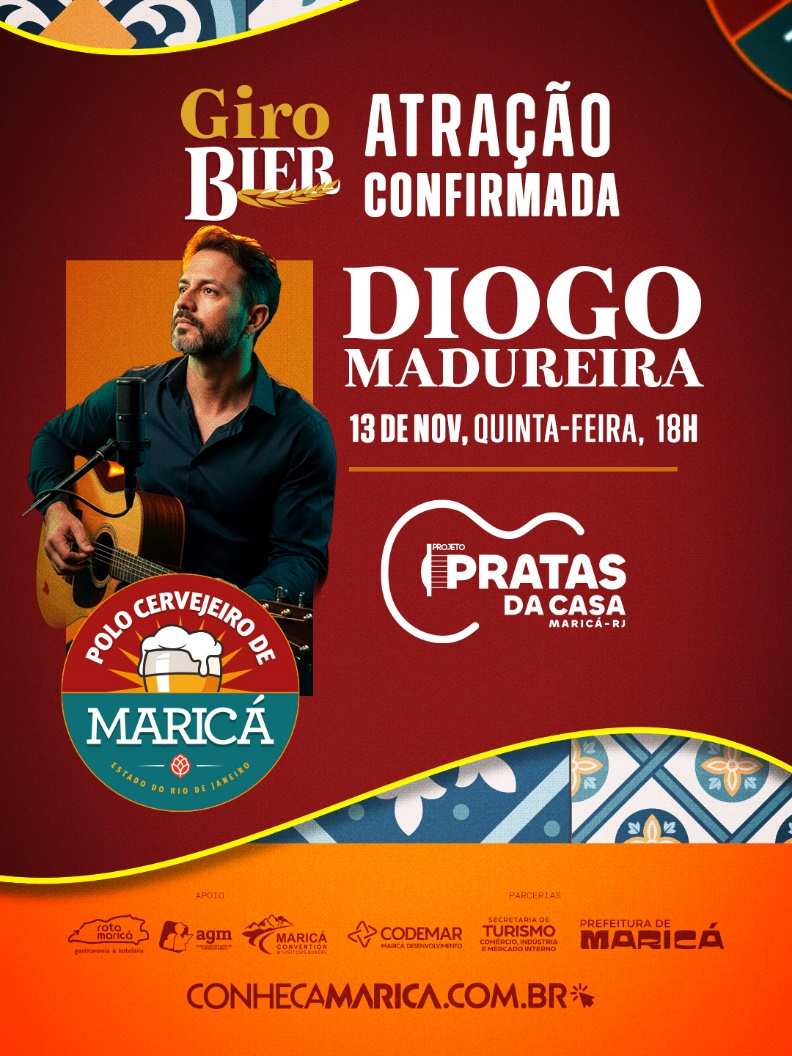 Giro
BIER
ATRAÇÃO
CONFIRMADA
DIOGO
MADUREIRA
13 DE NOV, QUINTA-FEIRA, 18H
PROJETO
PRATAS
DA CASA
MARICÁ-RJ
POLO CERVEJEIRO DE
MARICÁ
ESTADO DO RIO DE JANEIRO
APOIO
PARCERIAS
rota
maricá
gastronomia & hotelaria
agm
MARICÁ
CONVENTION
& VISITORS BUREAU
CODEMAR
MARICÁ DESENVOLVIMENTO
SECRETARIA DE
TURISMO
COMÉRCIO, INDÚSTRIA
E MERCADO INTERNO
PREFEITURA DE
MARICÁ
CONHECAMARICA.COM.BR